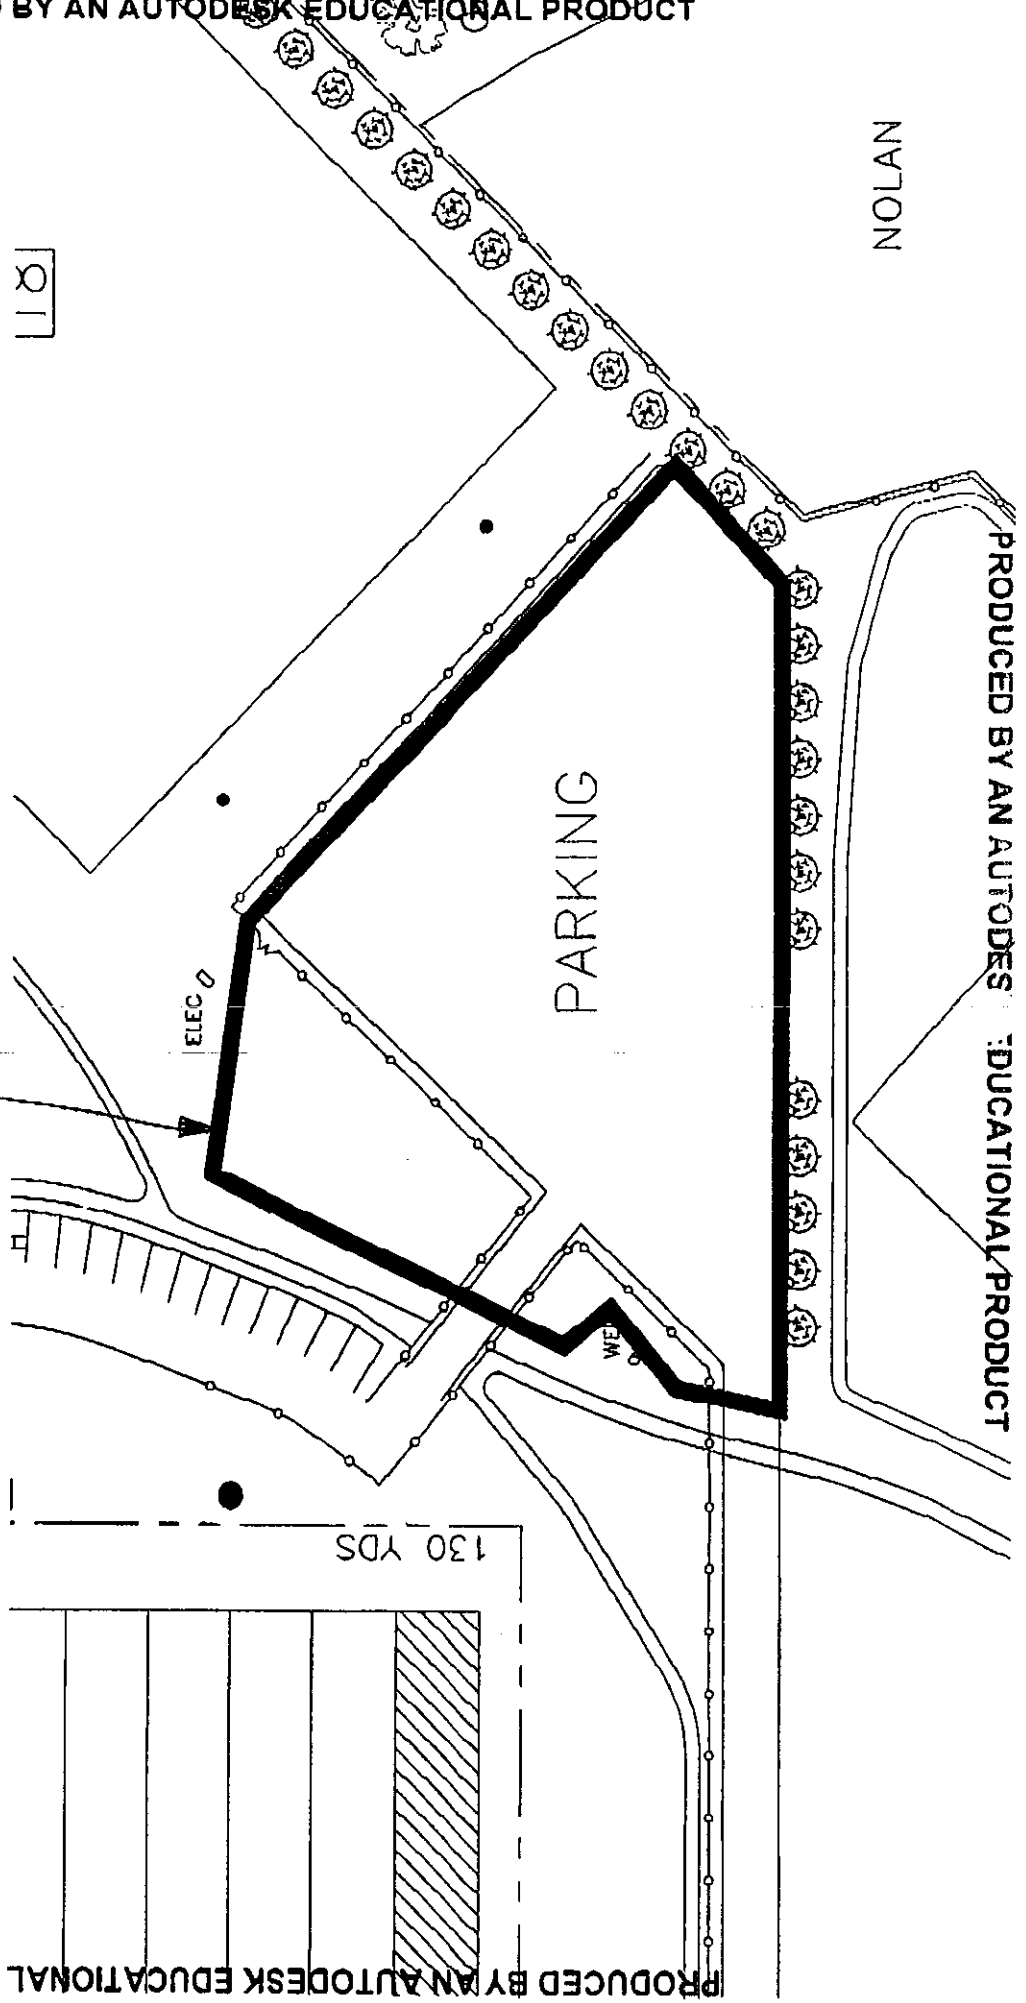 BY AN AUTODESK EDUCATIONAL PRODUCT
NOLAN
PRODUCED BY AN AUTODES EDUCATIONAL PRODUCT
PARKING
ELEC
WE
130 YDS
PRODUCED BY AN AUTODESK EDUCATIONAL